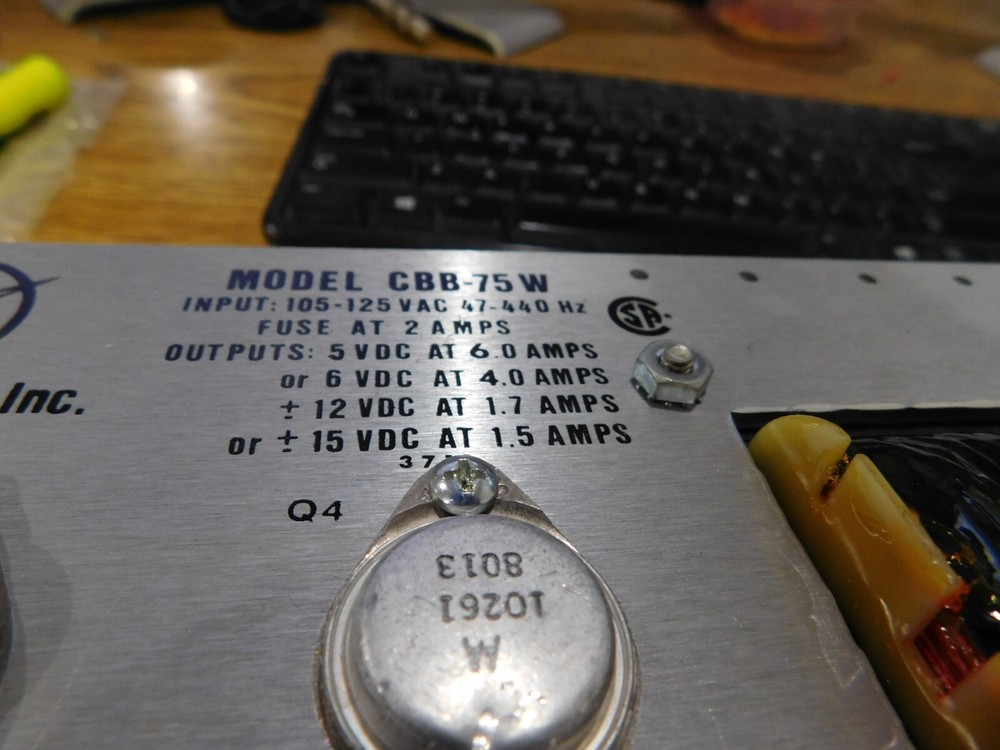 MODEL CBB-75W
INPUT: 105-125 VAC 47-440 Hz
FUSE AT 2 AMPS
OUTPUTS: 5 VDC AT 6.0 AMPS
or 6 VDC AT 4.0 AMPS
± 12 VDC AT 1.7 AMPS
or ± 15 VDC AT 1.5 AMPS
37
Inc.
Q4
M
10261
8013